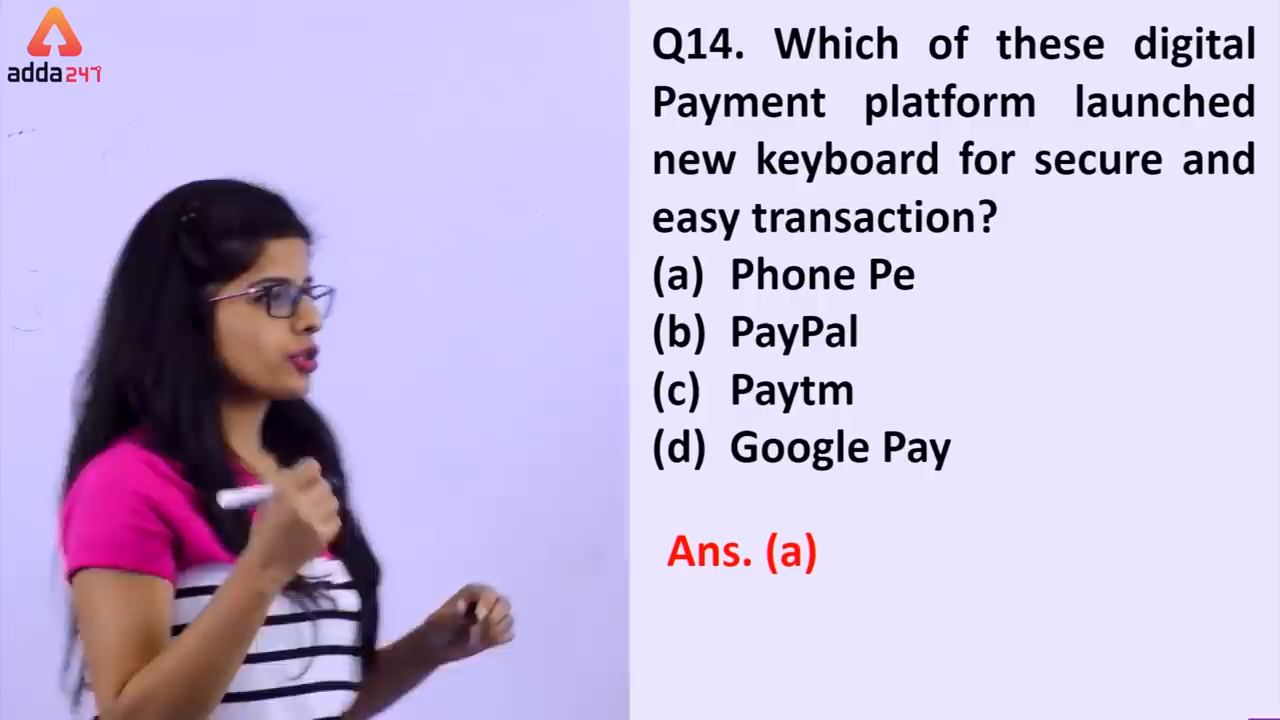 adda247
Q14. Which of these digital
Payment platform launched
new keyboard for secure and
easy transaction?
(a) Phone Pe
(b) PayPal
(c) Paytm
(d) Google Pay
Ans. (a)